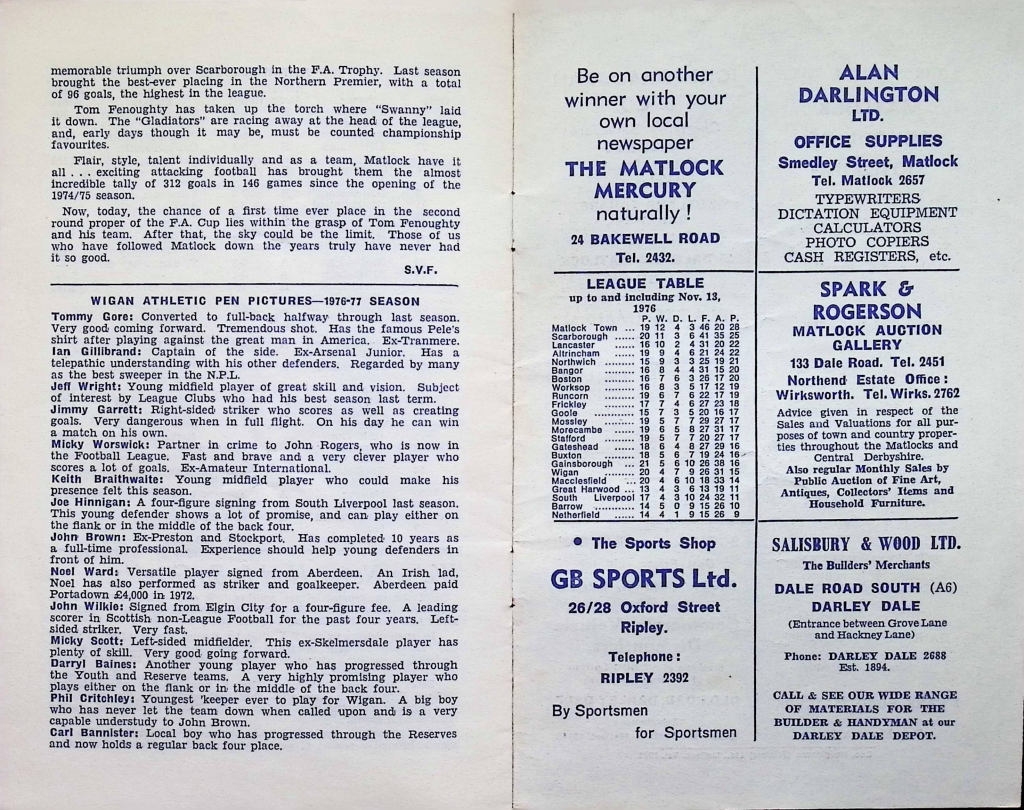 memorable triumph over Scarborough in the F.A. Trophy. Last season
brought the best-ever placing in the Northern Premier, with a total
of 96 goals, the highest in the league.
Tom Fenoughty has taken up the torch where "Swanny" laid
it down. The "Gladiators" are racing away at the head of the league,
and, early days though it may be, must be counted championship
favourites.
Flair, style, talent individually and as a team, Matlock have it
all . . . exciting attacking football has brought them the almost
incredible tally of 312 goals in 146 games since the opening of the
1974/75 season.
Now, today, the chance of a first time ever place in the second
round proper of the F.A. Cup lies within the grasp of Tom Fenoughty
and his team. After that, the sky could be the limit. Those of us
who have followed Matlock down the years truly have never had
it so good.
S.V.F.
WIGAN ATHLETIC PEN PICTURES—1976-77 SEASON
Tommy Gore: Converted to full-back halfway through last season.
Very good coming forward. Tremendous shot. Has the famous Pele's
shirt after playing against the great man in America. Ex-Tranmere.
Ian Gillibrand: Captain of the side. Ex-Arsenal Junior. Has a
telepathic understanding with his other defenders. Regarded by many
as the best sweeper in the N.P.L.
Jeff Wright: Young midfield player of great skill and vision. Subject
of interest by League Clubs who had his best season last term.
Jimmy Garrett: Right-sided striker who scores as well as creating
goals. Very dangerous when in full flight. On his day he can win
a match on his own.
Micky Worswick: Partner in crime to John Rogers, who is now in
the Football League. Fast and brave and a very clever player who
scores a lot of goals. Ex-Amateur International.
Keith Braithwaite: Young midfield player who could make his
presence felt this season.
Joe Hinnigan: A four-figure signing from South Liverpool last season.
This young defender shows a lot of promise, and can play either on
the flank or in the middle of the back four.
John Brown: Ex-Preston and Stockport. Has completed 10 years as
a full-time professional. Experience should help young defenders in
front of him.
Noel Ward: Versatile player signed from Aberdeen. An Irish lad,
Noel has also performed as striker and goalkeeper. Aberdeen paid
Portadown £4,000 in 1972.
John Wilkie: Signed from Elgin City for a four-figure fee. A leading
scorer in Scottish non-League Football for the past four years. Left-
sided striker. Very fast.
Micky Scott: Left-sided midfielder. This ex-Skelmersdale player has
plenty of skill. Very good going forward.
Darryl Baines: Another young player who has progressed through
the Youth and Reserve teams. A very highly promising player who
plays either on the flank or in the middle of the back four.
Phil Critchley: Youngest 'keeper ever to play for Wigan. A big boy
who has never let the team down when called upon and is a very
capable understudy to John Brown.
Carl Bannister: Local boy who has progressed through the Reserves
and now holds a regular back four place.
Be on another
winner with your
own local
newspaper
THE MATLOCK
MERCURY
naturally !
24 BAKEWELL ROAD
Tel. 2432.
LEAGUE TABLE
up to and including Nov. 13,
1976
P. W. D. L. F. A. P.
Matlock Town ... 19 12 4 3 46 20 28
Scarborough ...... 20 11 3 6 41 35 25
Lancaster ...... 16 10 2 4 31 20 22
Altrincham ...... 19 9 4 6 21 24 22
Northwich ...... 15 9 3 3 25 19 21
Bangor ......... 16 8 4 4 31 15 20
Boston ......... 16 7 6 3 26 17 20
Worksop ......... 16 8 3 5 17 12 19
Runcorn ......... 19 6 7 6 22 17 19
Frickley ......... 17 7 4 6 27 23 18
Goole ............ 15 7 3 5 20 16 17
Mossley ......... 19 5 7 7 29 27 17
Morecambe ...... 19 6 5 8 27 31 17
Stafford ......... 19 5 7 7 20 27 17
Gateshead ...... 18 6 4 8 27 29 16
Buxton ......... 18 5 6 7 19 24 16
Gainsborough ... 21 5 6 10 26 38 16
Wigan ............ 20 4 7 9 26 31 15
Macclesfield ... 20 4 6 10 18 33 14
Great Harwood ... 13 4 3 6 13 19 11
South Liverpool 17 4 3 10 24 32 11
Barrow ............ 14 5 0 9 15 26 10
Netherfield ...... 14 4 1 9 15 26 9
• The Sports Shop
GB SPORTS Ltd.
26/28 Oxford Street
Ripley.
Telephone :
RIPLEY 2392
By Sportsmen
for Sportsmen
ALAN
DARLINGTON
LTD.
OFFICE SUPPLIES
Smedley Street, Matlock
Tel. Matlock 2657
TYPEWRITERS
DICTATION EQUIPMENT
CALCULATORS
PHOTO COPIERS
CASH REGISTERS, etc.
SPARK &
ROGERSON
MATLOCK AUCTION
GALLERY
133 Dale Road. Tel. 2451
Northend Estate Office :
Wirksworth. Tel. Wirks. 2762
Advice given in respect of the
Sales and Valuations for all pur-
poses of town and country proper-
ties throughout the Matlocks and
Central Derbyshire.
Also regular Monthly Sales by
Public Auction of Fine Art,
Antiques, Collectors' Items and
Household Furniture.
SALISBURY & WOOD LTD.
The Builders' Merchants
DALE ROAD SOUTH (A6)
DARLEY DALE
(Entrance between Grove Lane
and Hackney Lane)
Phone: DARLEY DALE 2688
Est. 1894.
CALL & SEE OUR WIDE RANGE
OF MATERIALS FOR THE
BUILDER & HANDYMAN at our
DARLEY DALE DEPOT.